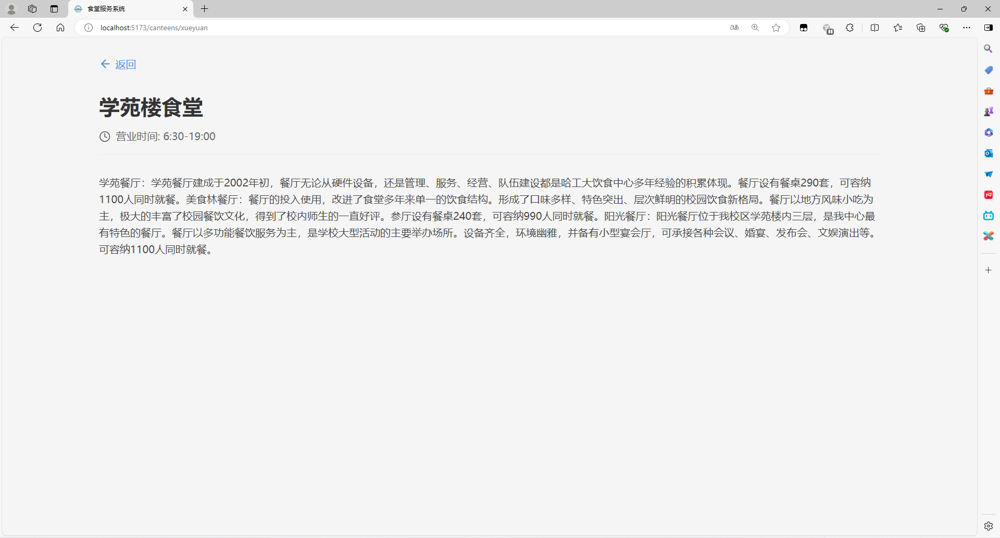 食堂服务系统
localhost:5173/canteens/xueyuan
返回
学苑楼食堂
营业时间: 6:30-19:00
学苑餐厅：学苑餐厅建成于2002年初，餐厅无论从硬件设备，还是管理、服务、经营、队伍建设都是哈工大饮食中心多年经验的积累体现。餐厅设有餐桌290套，可容纳
1100人同时就餐。美食林餐厅：餐厅的投入使用，改进了食堂多年来单一的饮食结构。形成了口味多样、特色突出、层次鲜明的校园饮食新格局。餐厅以地方风味小吃为
主，极大的丰富了校园餐饮文化，得到了校内师生的一直好评。参厅设有餐桌240套，可容纳990人同时就餐。阳光餐厅：阳光餐厅位于我校区学苑楼内三层，是我中心最
有特色的餐厅。餐厅以多功能餐饮服务为主，是学校大型活动的主要举办场所。设备齐全，环境幽雅，并备有小型宴会厅，可承接各种会议、婚宴、发布会、文娱演出等。
可容纳1100人同时就餐。